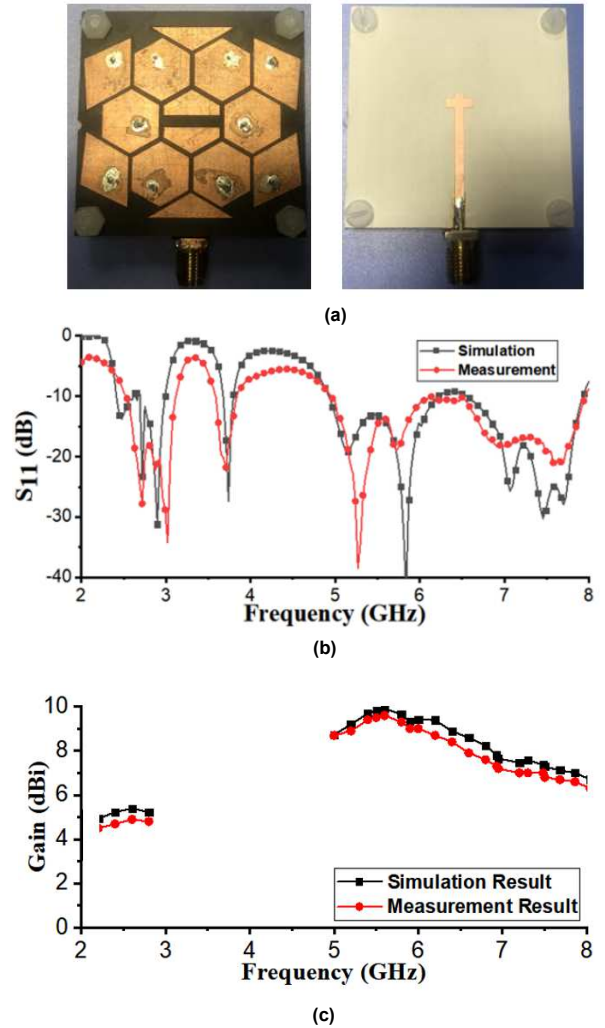 (a)
0
-10
-20
-30
-40
S11 (dB)
Simulation
Measurement
2 3 4 5 6 7 8
Frequency (GHz)
(b)
10
8
6
4
2
0
Gain (dBi)
Simulation Result
Measurement Result
2 3 4 5 6 7 8
Frequency (GHz)
(c)